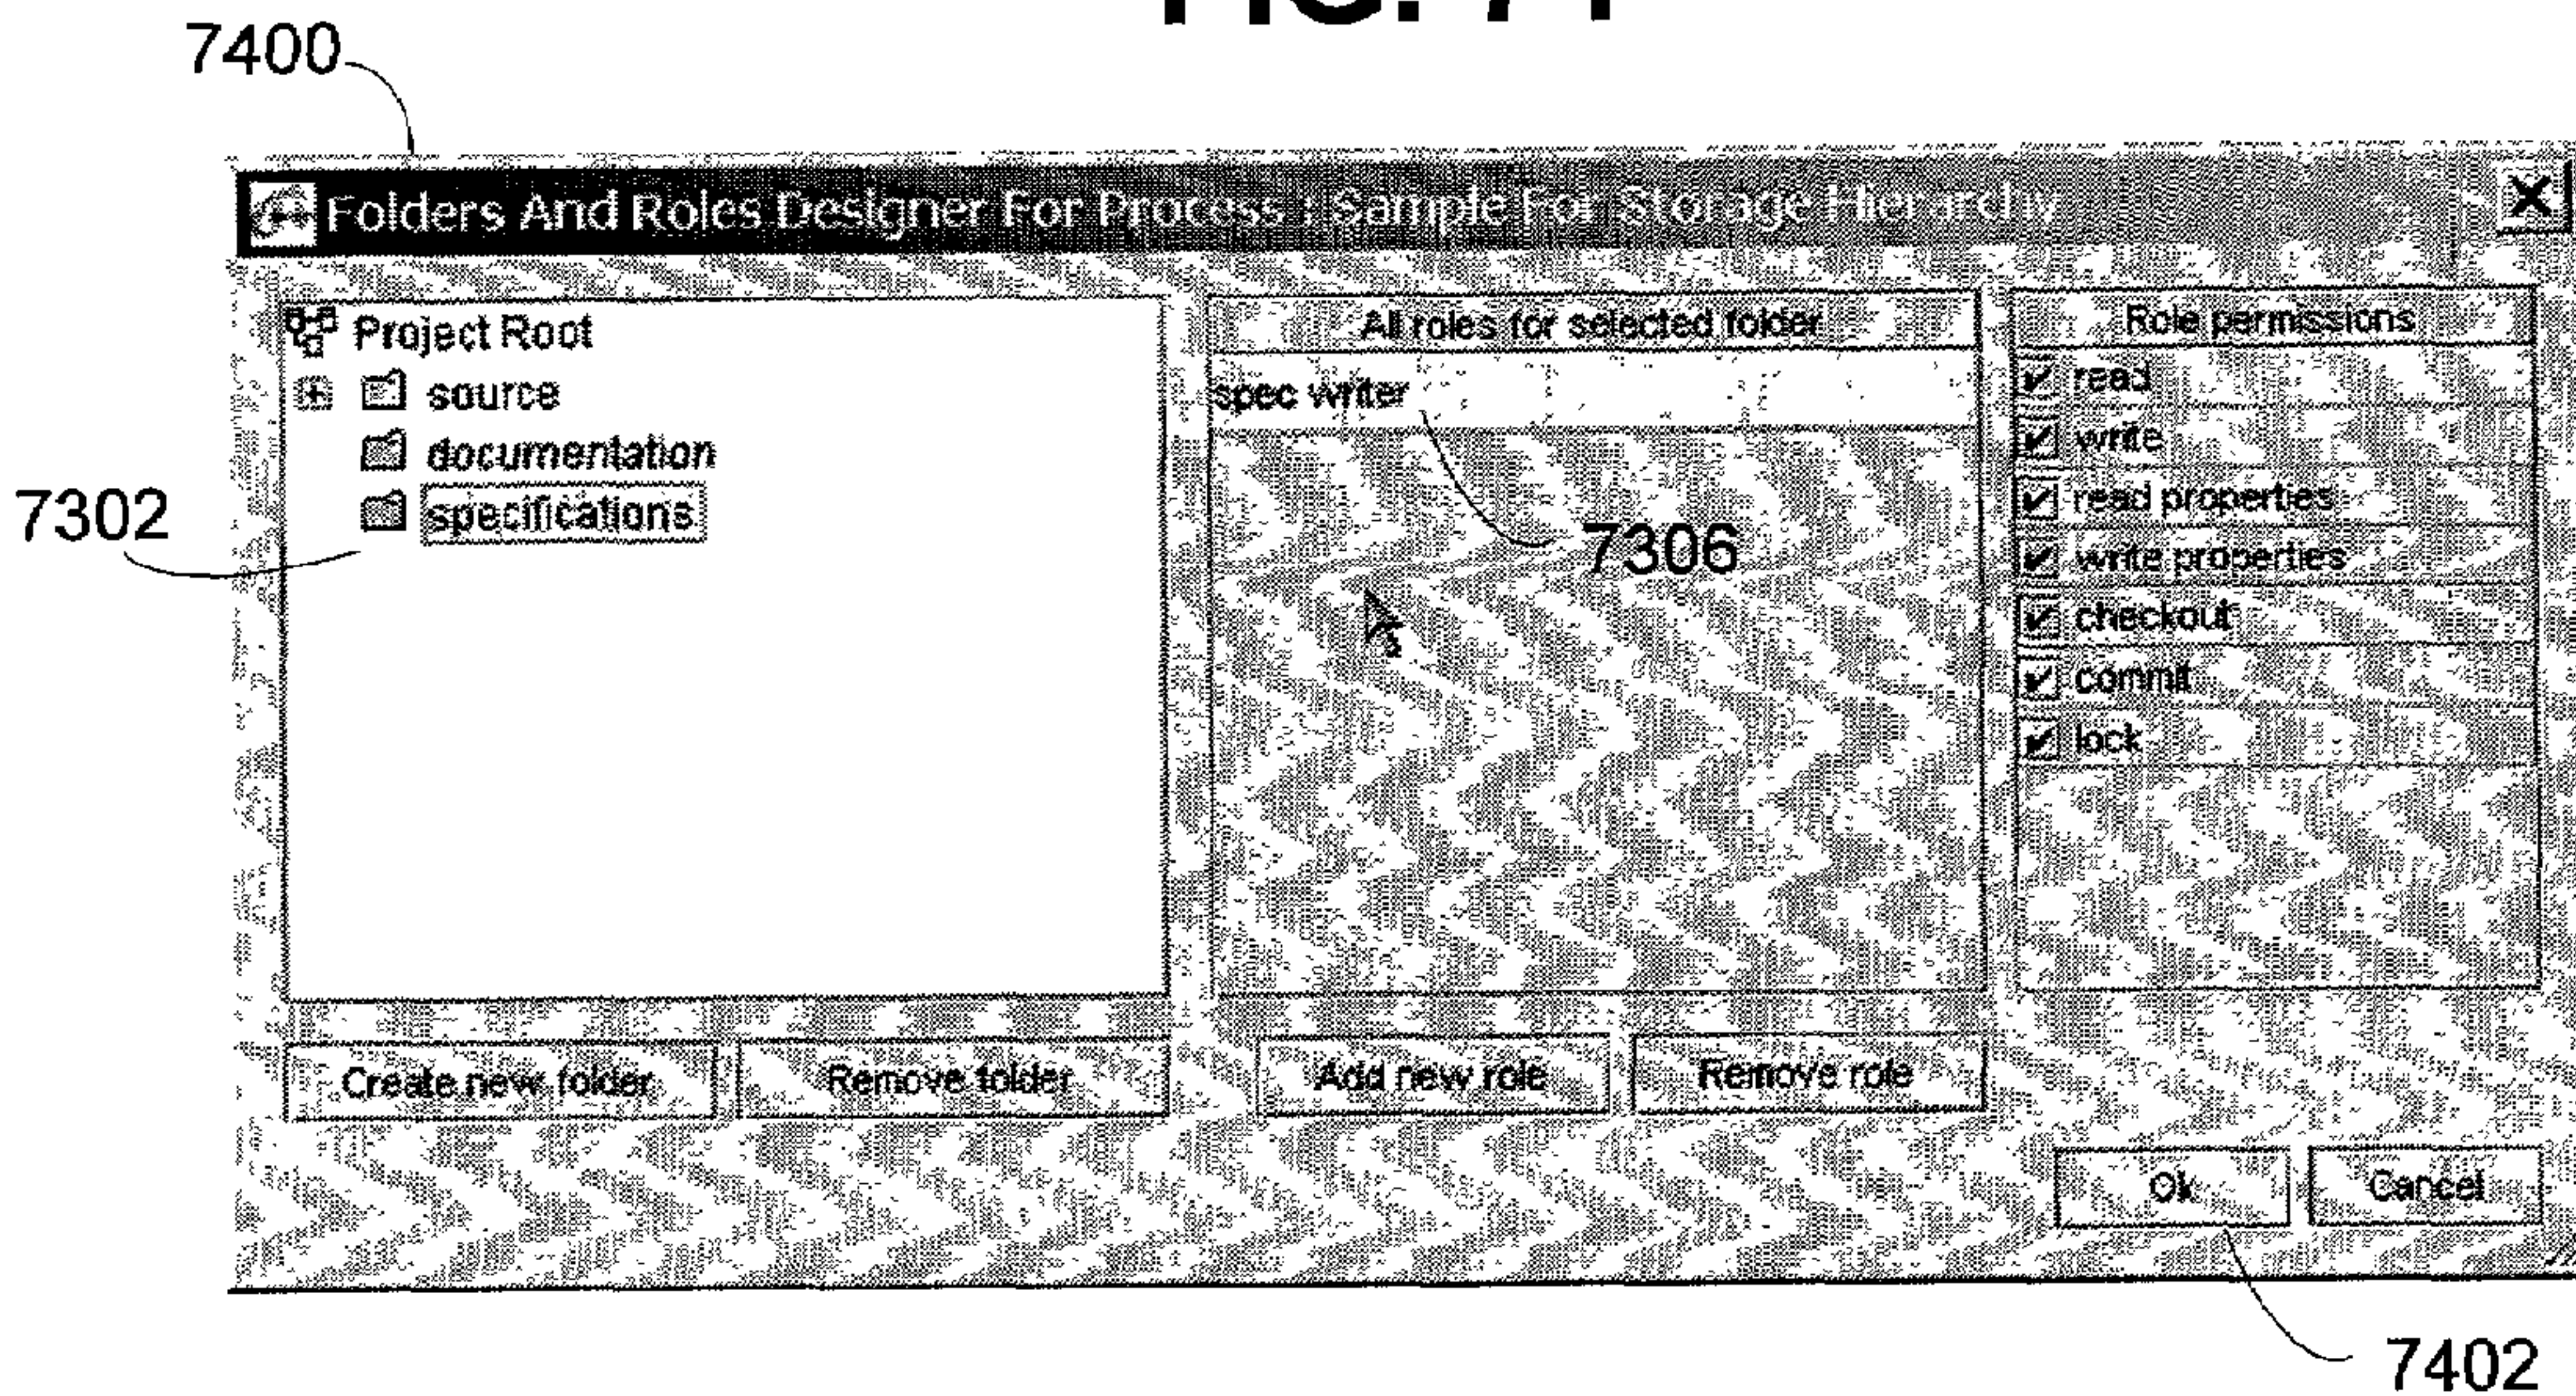 7400
Folders And Roles Designer For Process : Sample For Storage Hierarchy
Project Root
source
documentation
specifications
7302
All roles for selected folder
spec writer
7306
Role permissions
read
write
read properties
write properties
checkout
commit
lock
Create new folder
Remove folder
Add new role
Remove role
Ok
Cancel
7402